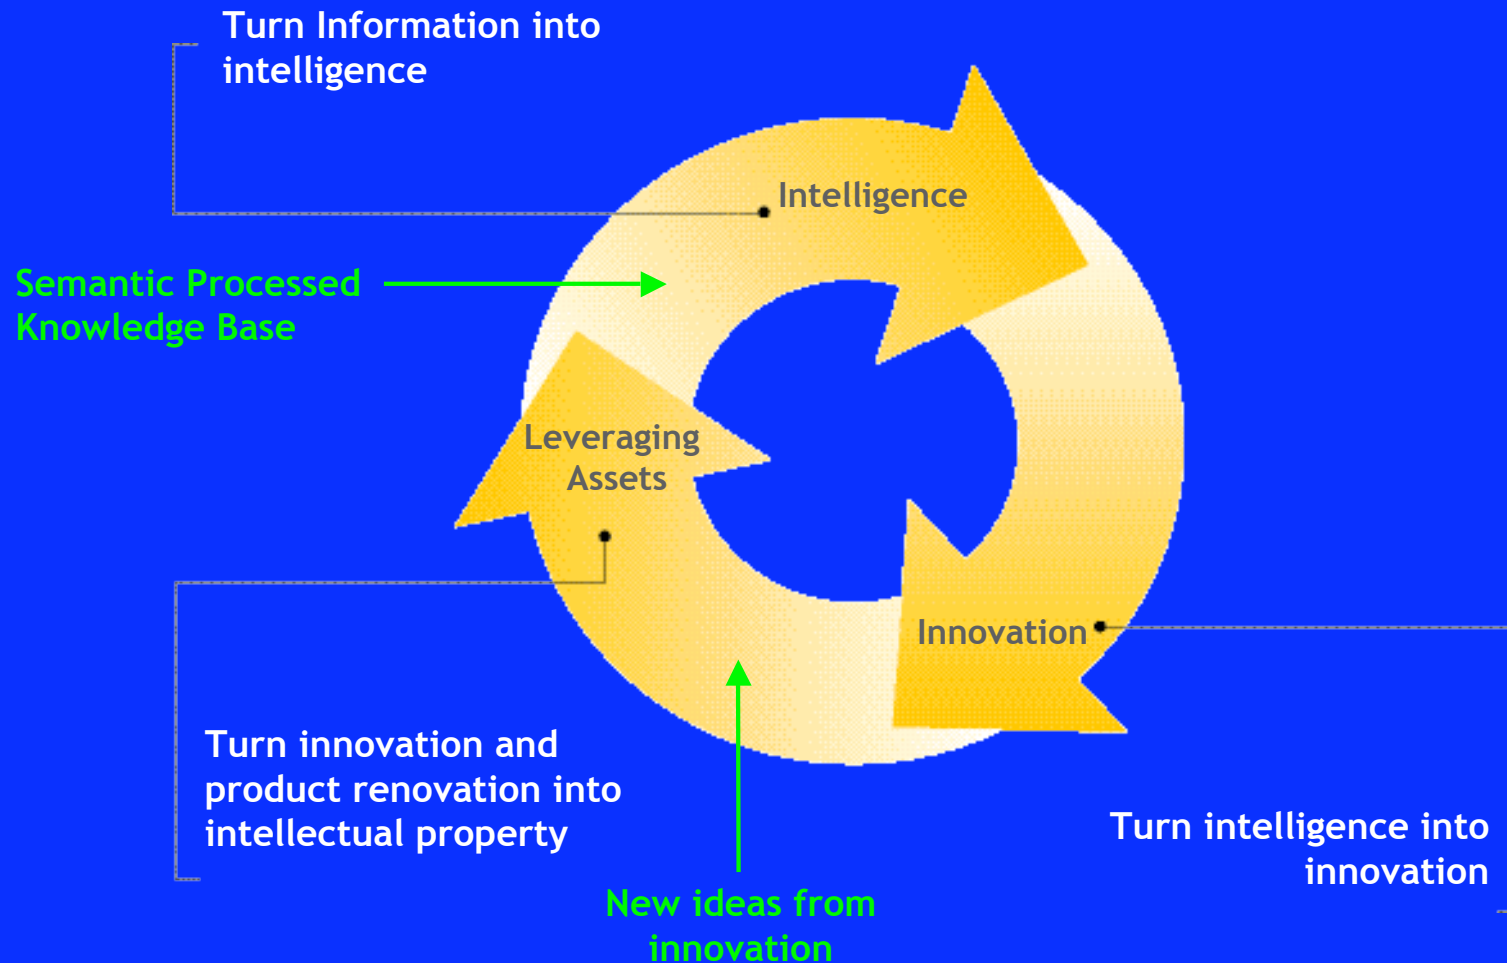 Turn Information into
intelligence
Intelligence
Semantic Processed
Knowledge Base
Leveraging
Assets
Innovation
Turn innovation and
product renovation into
intellectual property
Turn intelligence into
innovation
New ideas from
innovation